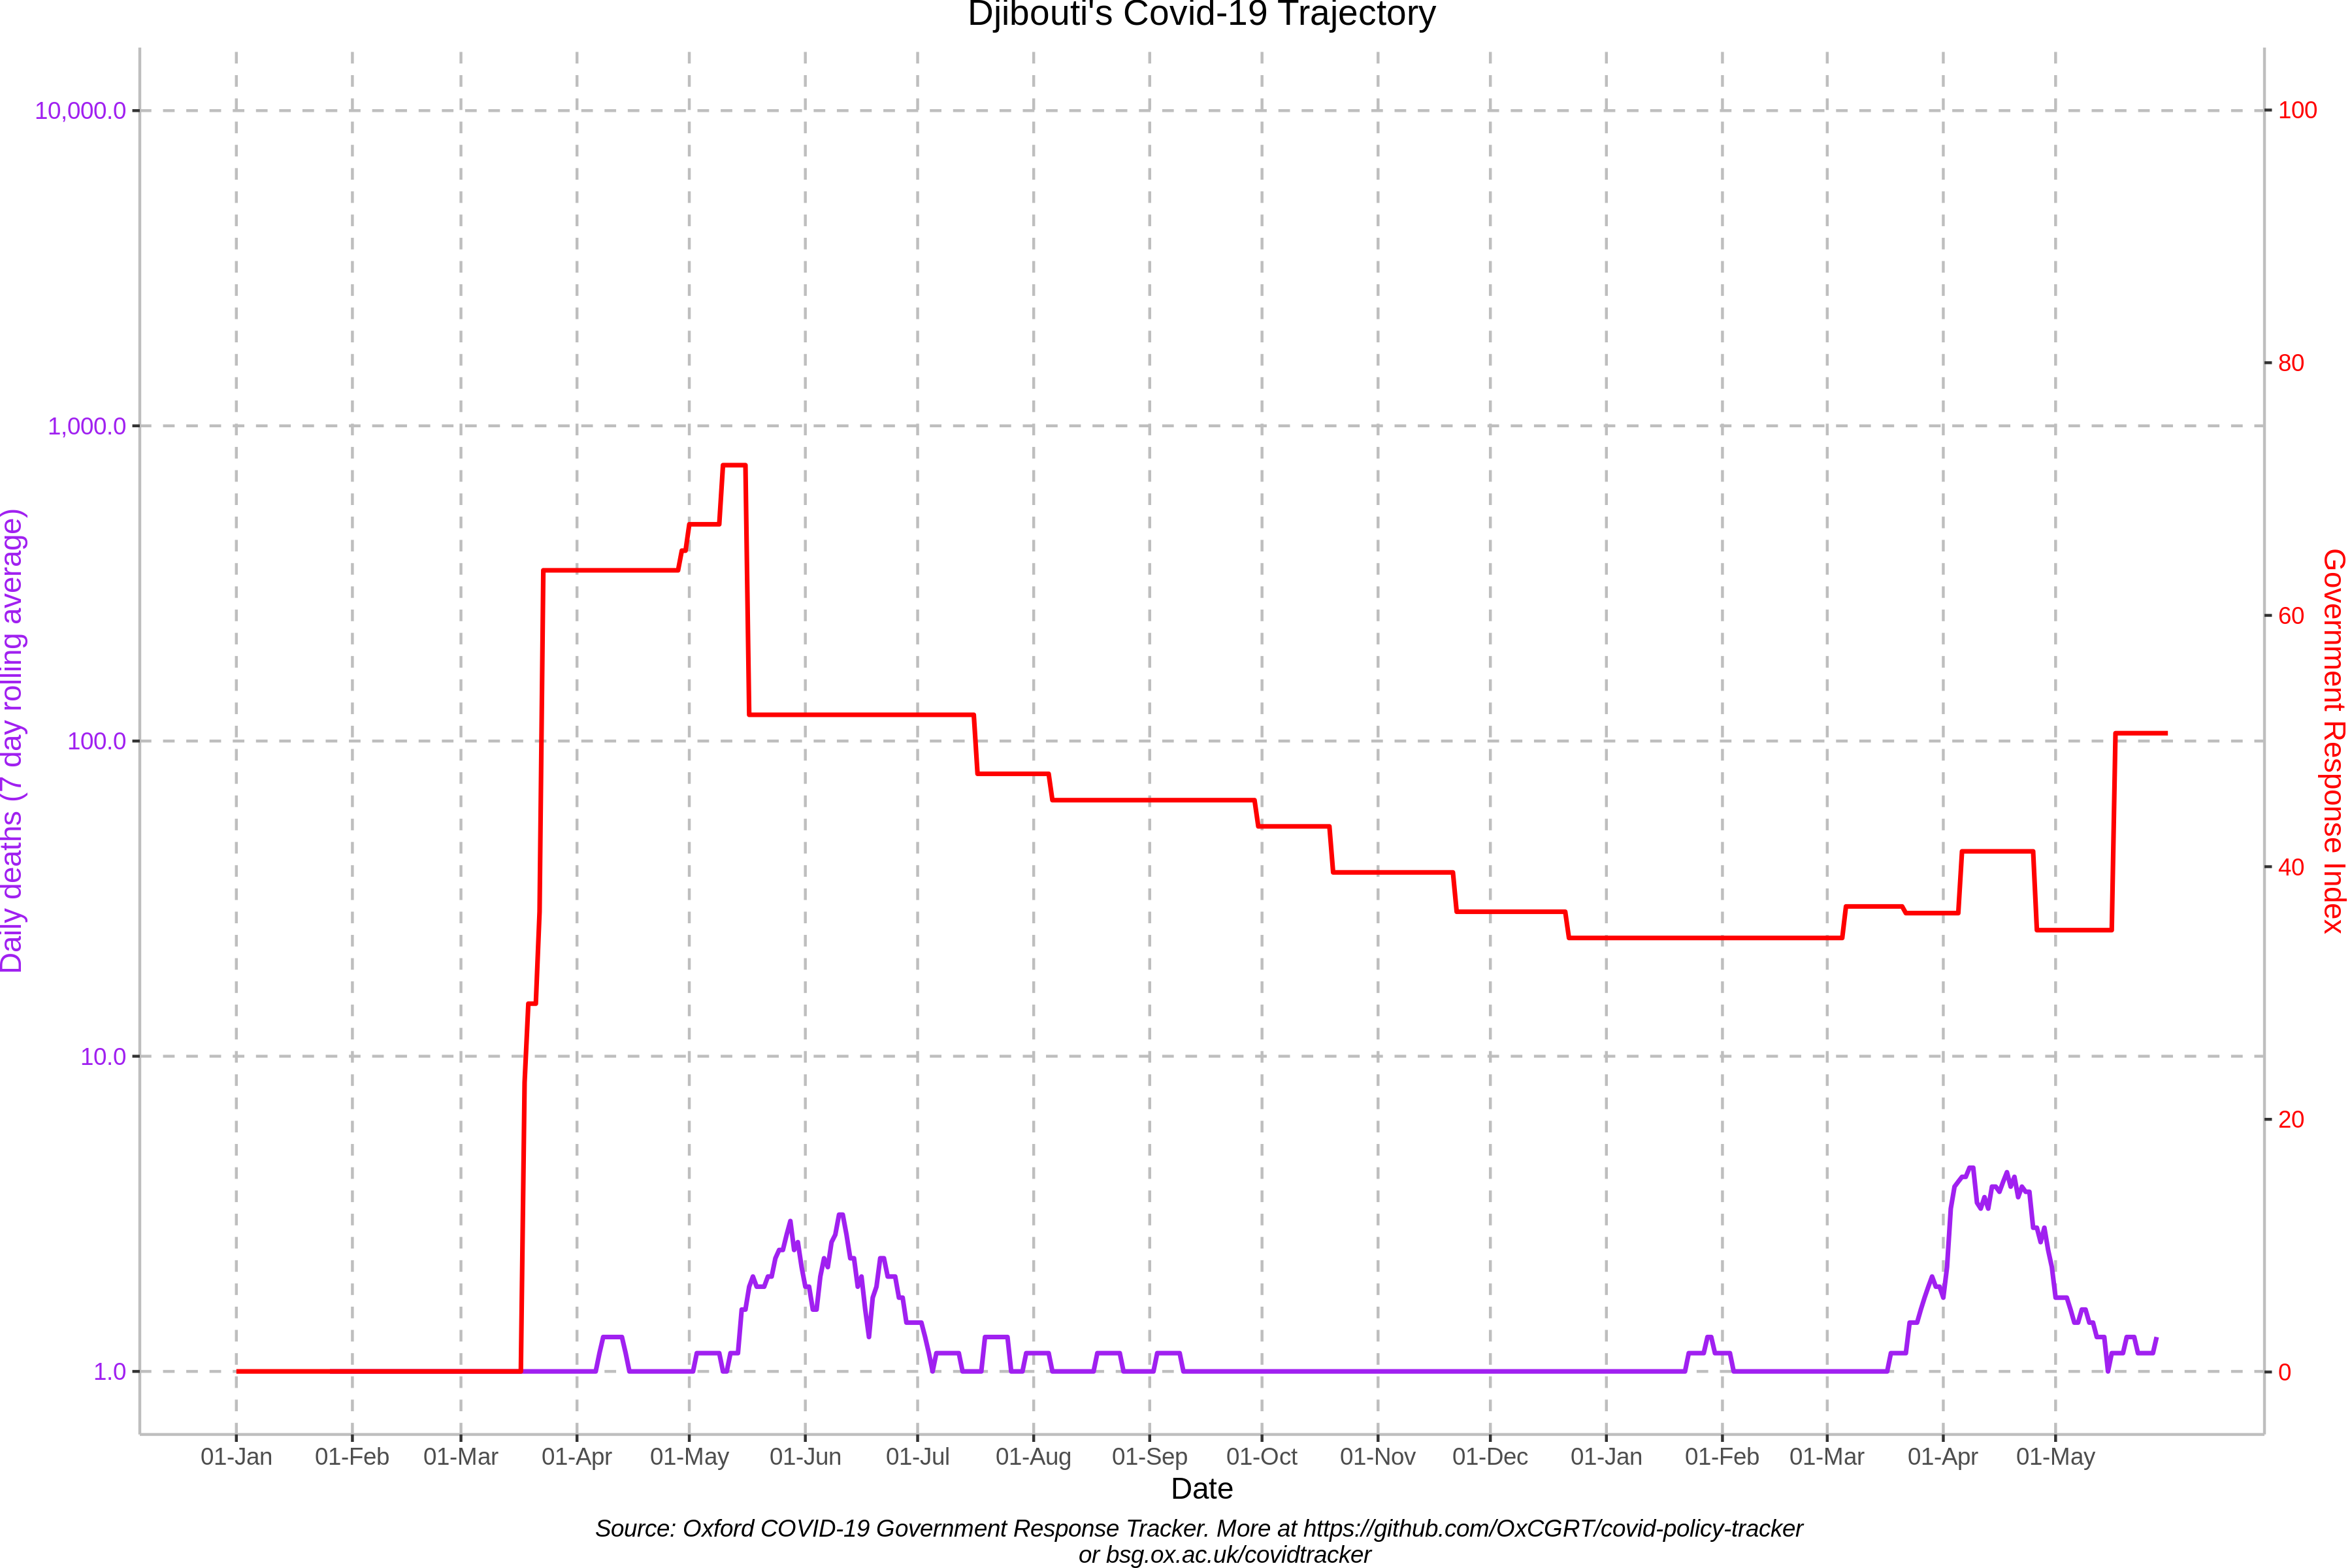 Djibouti's Covid-19 Trajectory
10,000.0
1,000.0
100.0
10.0
1.0
Daily deaths (7 day rolling average)
100
80
60
40
20
0
Government Response Index
01-Jan 01-Feb 01-Mar 01-Apr 01-May 01-Jun 01-Jul 01-Aug 01-Sep 01-Oct 01-Nov 01-Dec 01-Jan 01-Feb 01-Mar 01-Apr 01-May
Date
Source: Oxford COVID-19 Government Response Tracker. More at https://github.com/OxCGRT/covid-policy-tracker
or bsg.ox.ac.uk/covidtracker